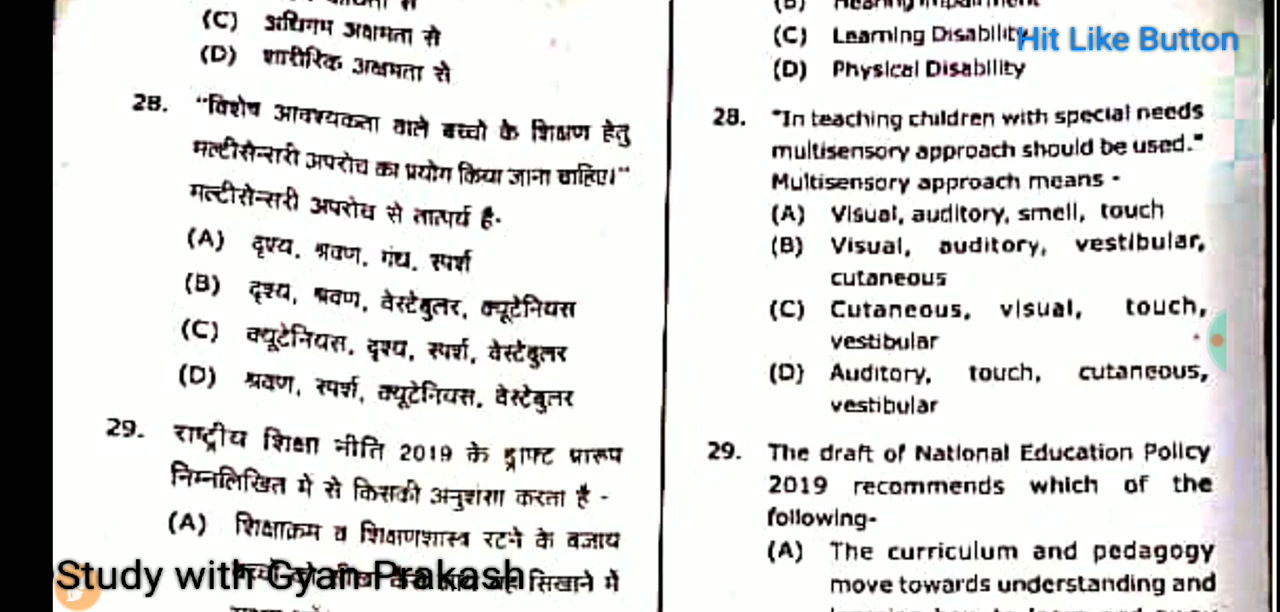 (C) अधिगम अक्षमता से
(D) शारीरिक अक्षमता से
28. "विशेष आवश्यकता वाले बच्चो के शिक्षण हेतु
मल्टीसेन्सरी अपरोच का प्रयोग किया जाना चाहिए।"
मल्टीसेन्सरी अपरोच से तात्पर्य है-
(A) दृश्य, श्रवण, गंध, स्पर्श
(B) दृश्य, श्रवण, वेस्टेबुलर, क्यूटेनियस
(C) क्यूटेनियस, दृश्य, स्पर्श, वेस्टेबुलर
(D) श्रवण, स्पर्श, क्यूटेनियस, वेस्टेबुलर
29. राष्ट्रीय शिक्षा नीति 2019 के ड्राफ्ट प्रारूप
निम्नलिखित में से किसकी अनुशंसा करता है -
(A) शिक्षाक्रम व शिक्षणशास्त्र रटने के बजाय
सिखाने में
Study with Gyan Prakash
(B) Hearing Impairment
(C) Learning Disability
Hit Like Button
(D) Physical Disability
28. "In teaching children with special needs
multisensory approach should be used."
Multisensory approach means -
(A) Visual, auditory, smell, touch
(B) Visual, auditory, vestibular,
cutaneous
(C) Cutaneous, visual, touch,
vestibular
(D) Auditory, touch, cutaneous,
vestibular
29. The draft of National Education Policy
2019 recommends which of the
following-
(A) The curriculum and pedagogy
move towards understanding and